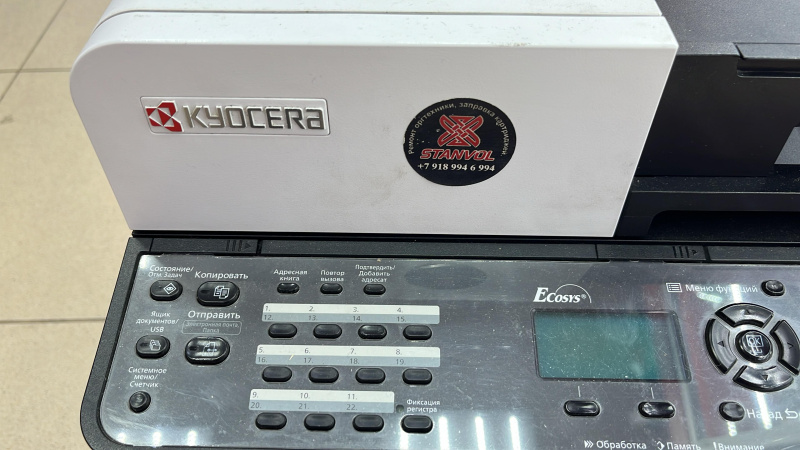 KYOCERA
Ремонт оргтехники, заправка картриджей
STANVOL
+7 918 994 6 994
Состояние/
Отм.Задач
Копировать
Адресная
книга
Повтор
вызова
Подтвердить/
Добавить
адресат
Ecosys®
Меню функций
Ящик
документов/
USB
Отправить
Электронная почта
Папка
1. 2. 3. 4.
12. 13. 14. 15.
OK
5. 6. 7. 8.
16. 17. 18. 19.
Системное
меню/
Счетчик
9. 10. 11.
20. 21. 22.
Фиксация
регистра
Назад
Обработка
Память
Внимание